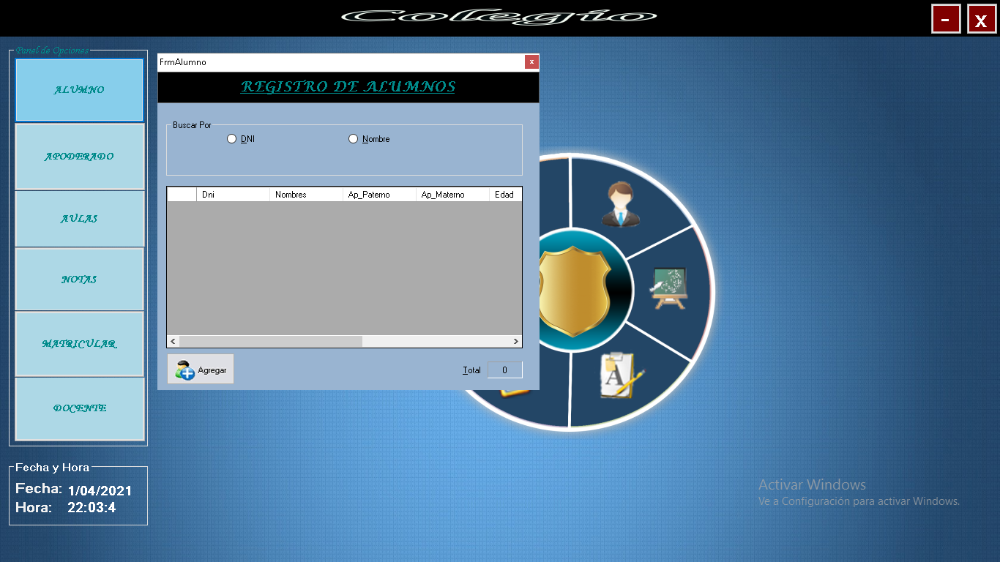 Colegio
- X
Panel de Opciones
ALUMNO
APODERADO
AULAS
NOTAS
MATRICULAR
DOCENTE
Fecha y Hora
Fecha: 1/04/2021
Hora: 22:03:4
FrmAlumno x
REGISTRO DE ALUMNOS
Buscar Por
DNI Nombre
Dni Nombres Ap_Paterno Ap_Materno Edad
Agregar Total 0
A
Activar Windows
Ve a Configuración para activar Windows.